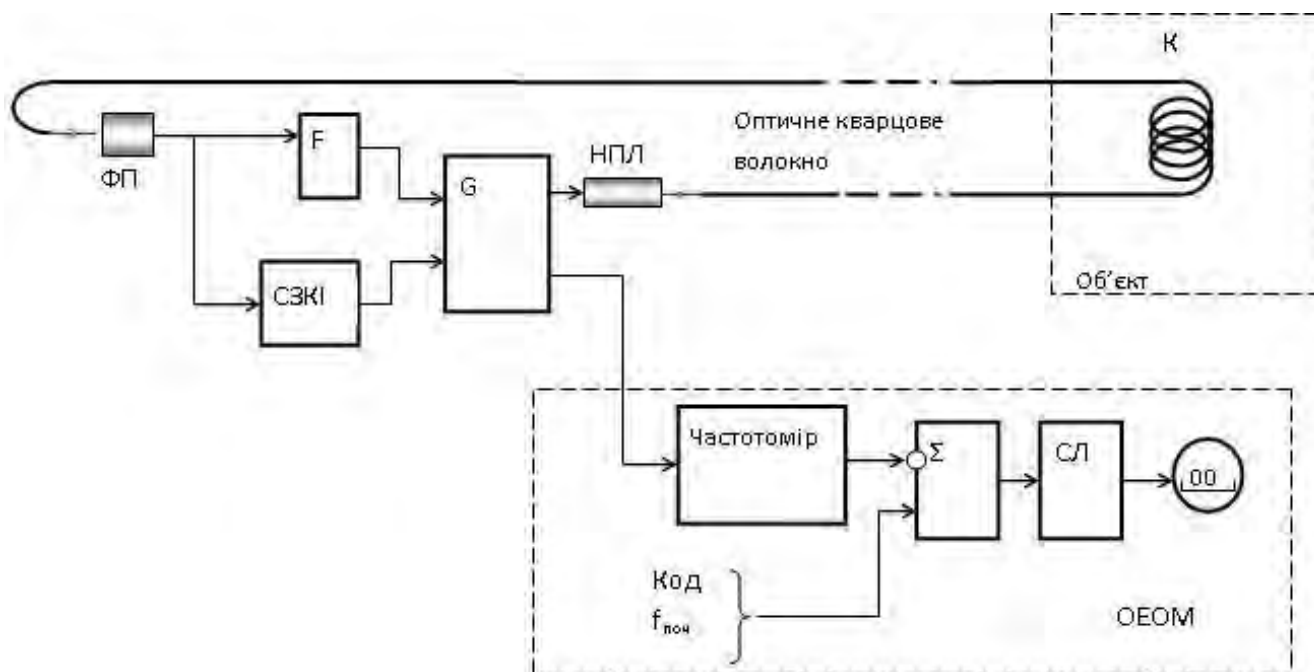 К
Оптичне кварцове
волокно
ФП
F
G
НПЛ
СЗКІ
Об'єкт
Частотомір
Σ
СЛ
00
Код
fпоч
ОЕОМ